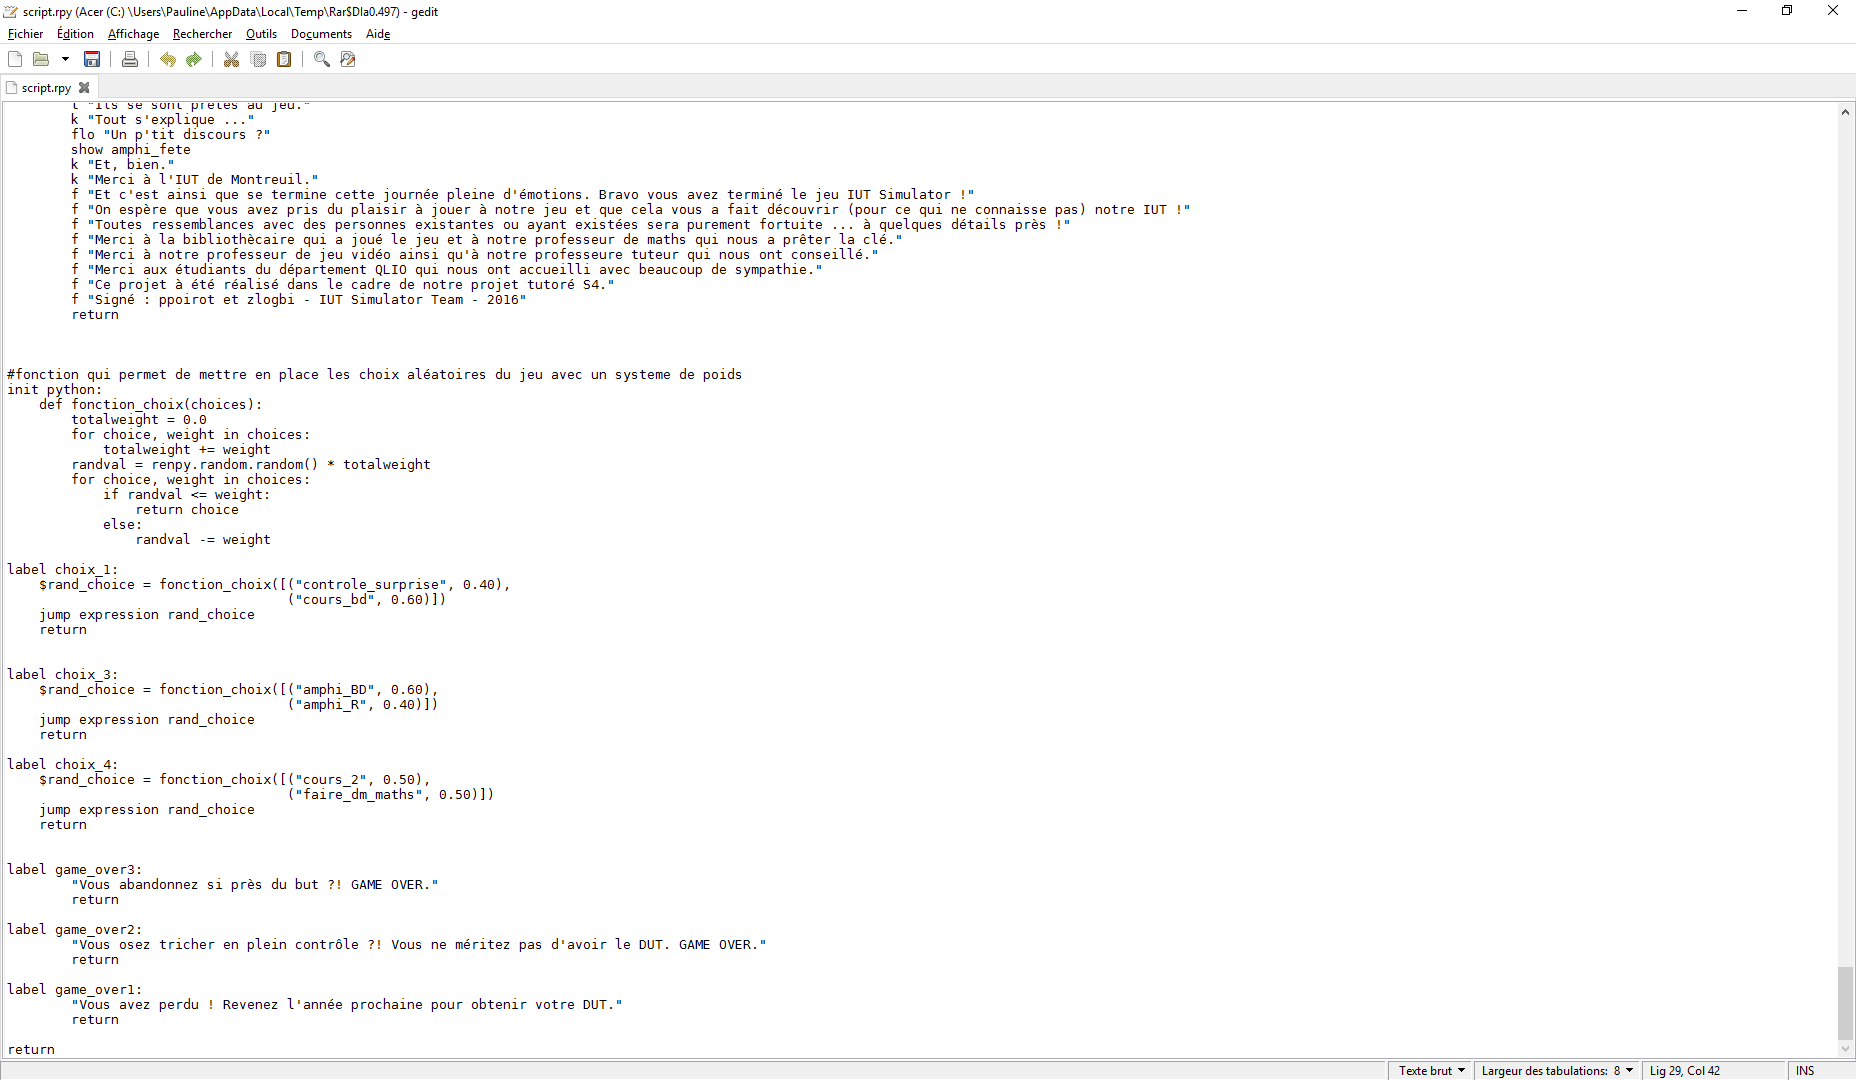 script.rpy (Acer (C:) \Users\Pauline\AppData\Local\Temp\Rar$DIa0.497) - gedit
Fichier Édition Affichage Rechercher Outils Documents Aide
script.rpy
t "Ils se sont prêtés au jeu."
k "Tout s'explique ..."
flo "Un p'tit discours ?"
show amphi_fete
k "Et, bien."
k "Merci à l'IUT de Montreuil."
f "Et c'est ainsi que se termine cette journée pleine d'émotions. Bravo vous avez terminé le jeu IUT Simulator !"
f "On espère que vous avez pris du plaisir à jouer à notre jeu et que cela vous a fait découvrir (pour ce qui ne connaisse pas) notre IUT !"
f "Toutes ressemblances avec des personnes existantes ou ayant existées sera purement fortuite ... à quelques détails près !"
f "Merci à la bibliothècaire qui a joué le jeu et à notre professeur de maths qui nous a prêter la clé."
f "Merci à notre professeur de jeu vidéo ainsi qu'à notre professeure tuteur qui nous ont conseillé."
f "Merci aux étudiants du département QLIO qui nous ont accueilli avec beaucoup de sympathie."
f "Ce projet à été réalisé dans le cadre de notre projet tutoré S4."
f "Signé : ppoirot et zlogbi - IUT Simulator Team - 2016"
return
#fonction qui permet de mettre en place les choix aléatoires du jeu avec un systeme de poids
init python:
def fonction_choix(choices):
totalweight = 0.0
for choice, weight in choices:
totalweight += weight
randval = renpy.random.random() * totalweight
for choice, weight in choices:
if randval <= weight:
return choice
else:
randval -= weight
label choix_1:
$rand_choice = fonction_choix([("controle_surprise", 0.40),
("cours_bd", 0.60)])
jump expression rand_choice
return
label choix_3:
$rand_choice = fonction_choix([("amphi_BD", 0.60),
("amphi_R", 0.40)])
jump expression rand_choice
return
label choix_4:
$rand_choice = fonction_choix([("cours_2", 0.50),
("faire_dm_maths", 0.50)])
jump expression rand_choice
return
label game_over3:
"Vous abandonnez si près du but ?! GAME OVER."
return
label game_over2:
"Vous osez tricher en plein contrôle ?! Vous ne méritez pas d'avoir le DUT. GAME OVER."
return
label game_over1:
"Vous avez perdu ! Revenez l'année prochaine pour obtenir votre DUT."
return
return
Texte brut Largeur des tabulations: 8 Lig 29, Col 42 INS